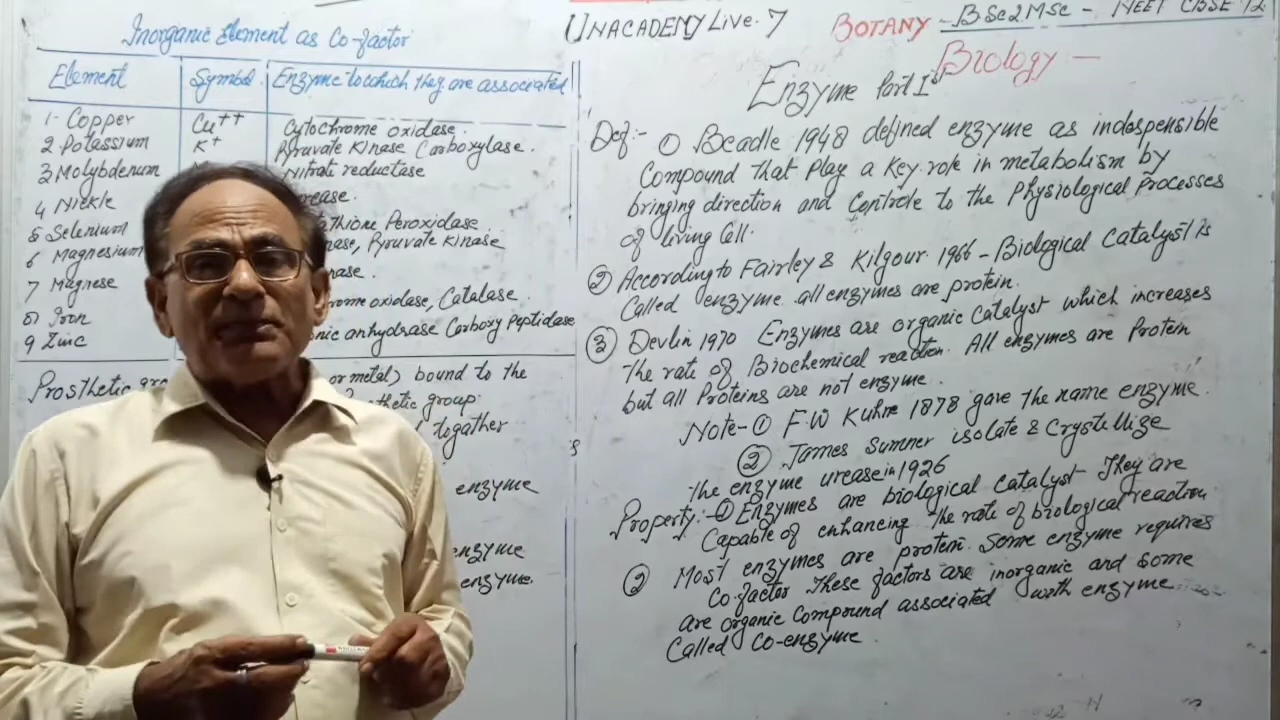 Inorganic Element as Co-factor
Element Symbol Enzyme to which they are associated
1- Copper Cu++ Cytochrome oxidase.
2 Potassium K+ Pyruvate Kinase Carboxylase.
3 Molybdenum Nitrate reductase
4 Nickle
5 Selenium Peroxidase
6 Magnesium Pyruvate Kinase
7 Magnese
8 Iron oxidase, Catalase
9 Zinc anhydrase Carboxy Peptidase
Prosthetic or metal) bound to the
group.
togather
enzyme
enzyme
enzyme.
UNACADEMY Live-7 BOTANY - BSc2MSc - NEET CBSE 12
Biology -
Enzyme Part Ist
Def:- ① Beadle 1948 defined enzyme as indespensible
Compound that play a key role in metabolism by
bringing direction and Controle to the Physiological Processes
of living Cell.
② According to Fairley & Kilgour 1966 - Biological Catalyst is
Called enzyme all enzymes are protein.
③ Devlin 1970 Enzymes are organic Catalyst which increases
the rate of Biochemical reaction. All enzymes are Protein
but all Proteins are not enzyme.
Note- ① F.W Kuhne 1878 gave the name enzyme.
② James Sumner isolate & Crystellize
the enzyme urease in 1926
Property:- ① Enzymes are biological Catalyst They are
Capable of enhancing the rate of biological reaction
② Most enzymes are protein. Some enzyme requires
Co-factor These factors are inorganic and some
are organic Compound associated with enzyme
Called Co-enzyme.